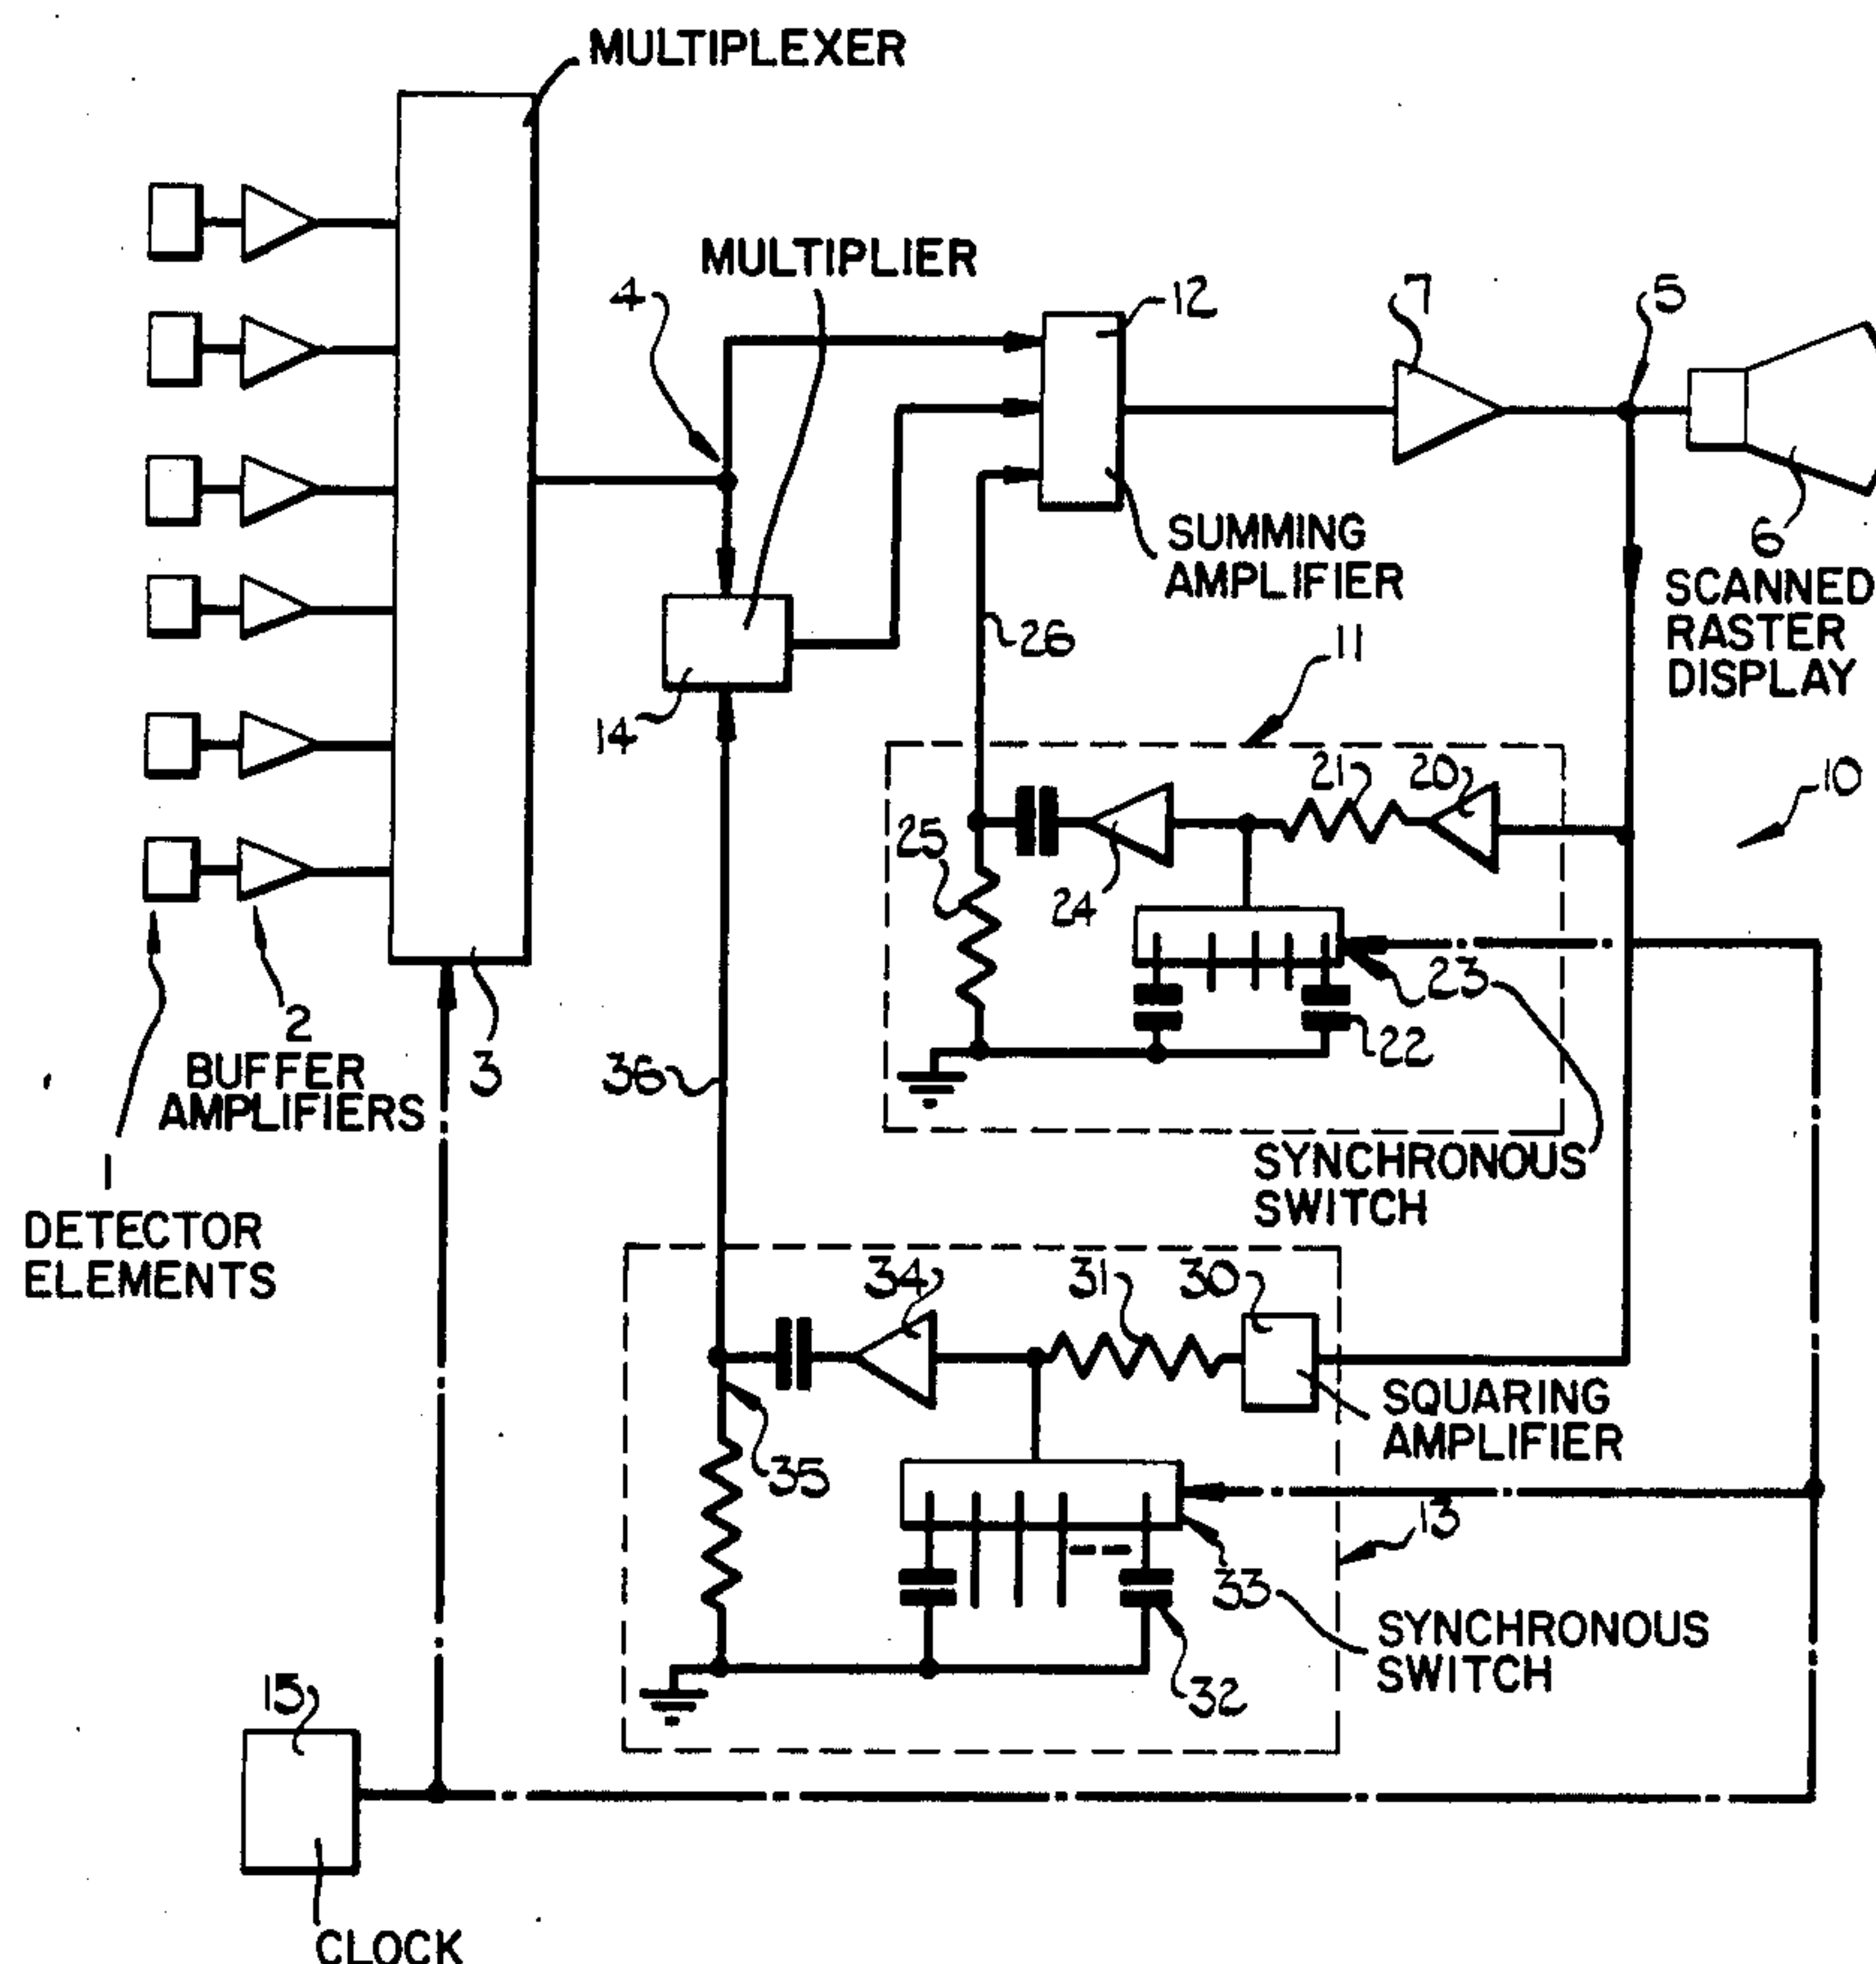 MULTIPLEXER
MULTIPLIER
4
12
7
5
SUMMING
AMPLIFIER
6
SCANNED
RASTER
DISPLAY
26
11
14
10
21
20
25
24
23
22
2
BUFFER
AMPLIFIERS
3
36
1
DETECTOR
ELEMENTS
SYNCHRONOUS
SWITCH
34
31
30
SQUARING
AMPLIFIER
35
13
33
SYNCHRONOUS
SWITCH
32
15
CLOCK